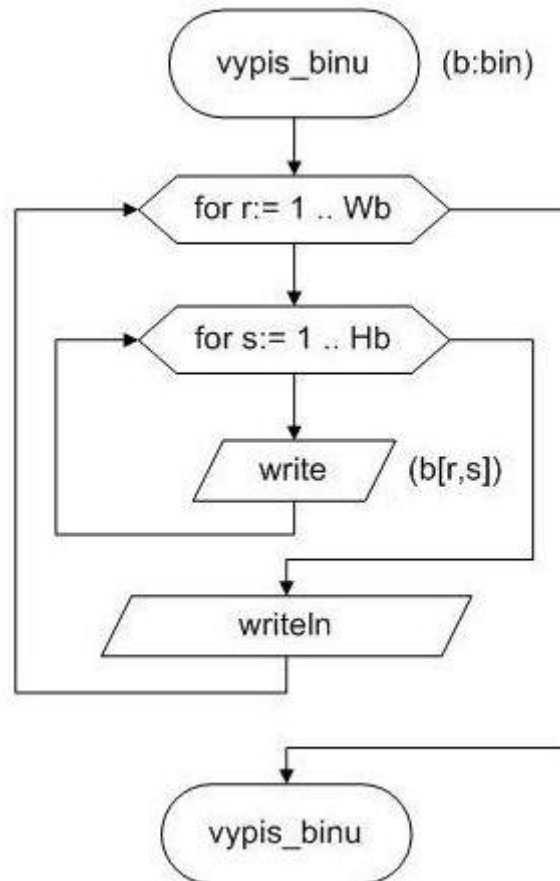 vypis_binu (b:bin)
for r:= 1 .. Wb
for s:= 1 .. Hb
write (b[r,s])
writeln
vypis_binu